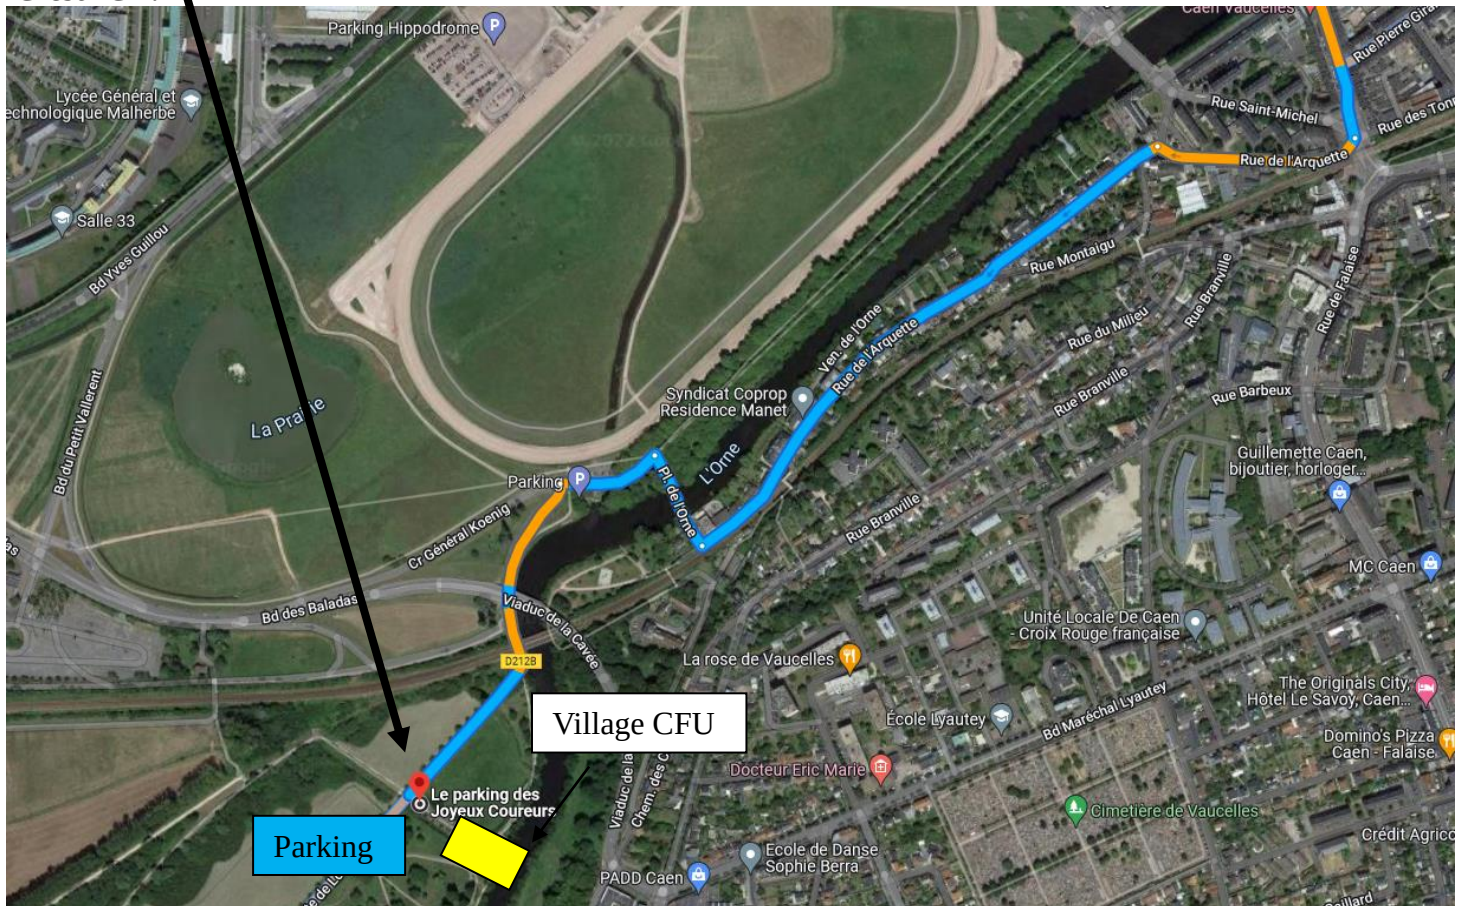 Caen Vaucelles
Parking Hippodrome
Rue Pierre Gira
Lycée Général et
echnologique Malherbe
Rue Saint-Michel
Rue des Tonn
Rue de l'Arquette
Salle 33
Bd Yves Guillou
Rue Montaigu
Rue Branville
Rue de Falaise
Ven. de l'Orne
Rue de l'Arquette
Rue du Milieu
Bd du Petit Vallerent
La Prairie
Syndicat Coprop
Residence Manet
Rue Branville
Rue Barbeux
L'Orne
Guillemette Caen,
bijoutier, horloger...
Parking
Pl. de l'Orne
Rue Branville
Cr Général Koenig
MC Caen
Bd des Baladas
Viaduc de la Cavée
Unité Locale De Caen
- Croix Rouge française
D212B
La rose de Vaucelles
The Originals City,
Hôtel Le Savoy, Caen...
Village CFU
École Lyautey
Bd Maréchal Lyautey
Domino's Pizza
Caen - Falaise
Docteur Eric Marie
Viaduc de la
Chem. des C
Le parking des
Joyeux Coureurs
Cimetière de Vaucelles
Parking
Crédit Agrico
Ecole de Danse
Sophie Berra
PADD Caen
aillard